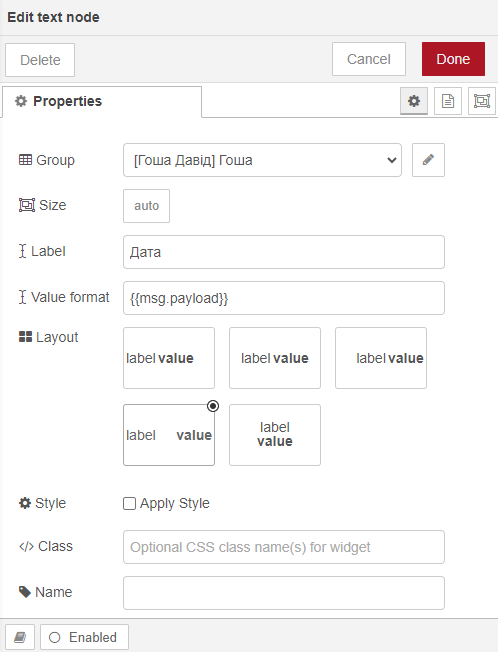 Edit text node
Delete
Cancel
Done
Properties
Group
[Гоша Давід] Гоша
Size
auto
Label
Дата
Value format
{{msg.payload}}
Layout
label value
label value
label value
label value
label
value
Style
Apply Style
Class
Optional CSS class name(s) for widget
Name
Enabled